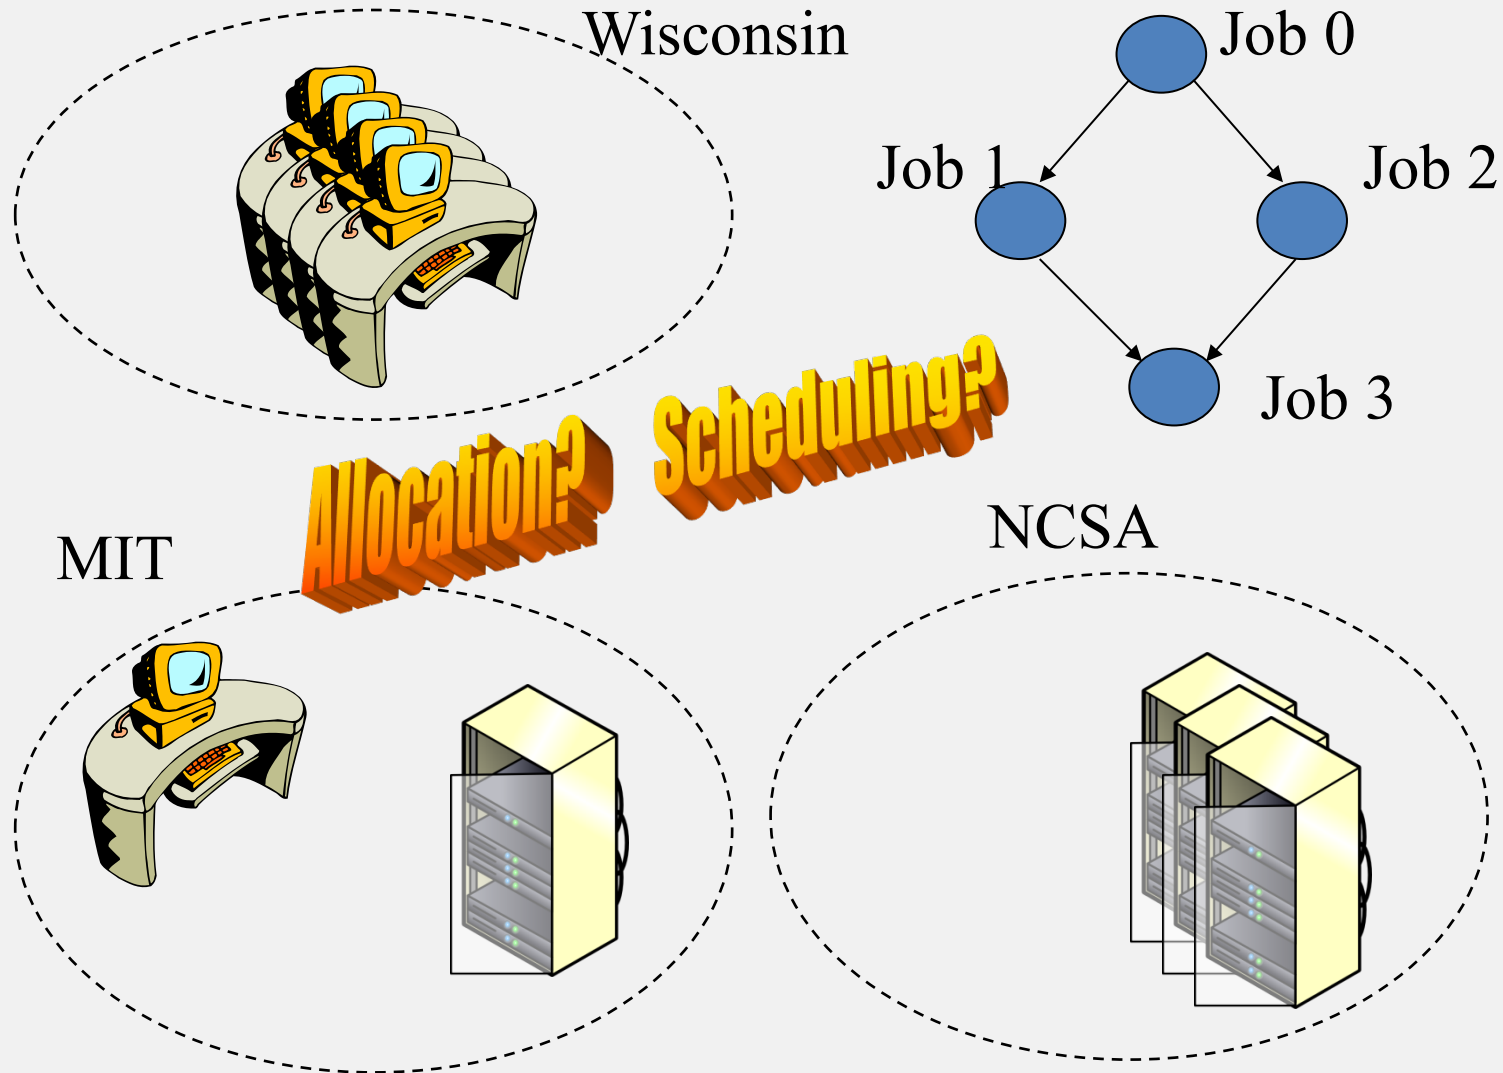 Wisconsin
Job 0
Job 1
Job 2
Job 3
Allocation?
Scheduling?
MIT
NCSA